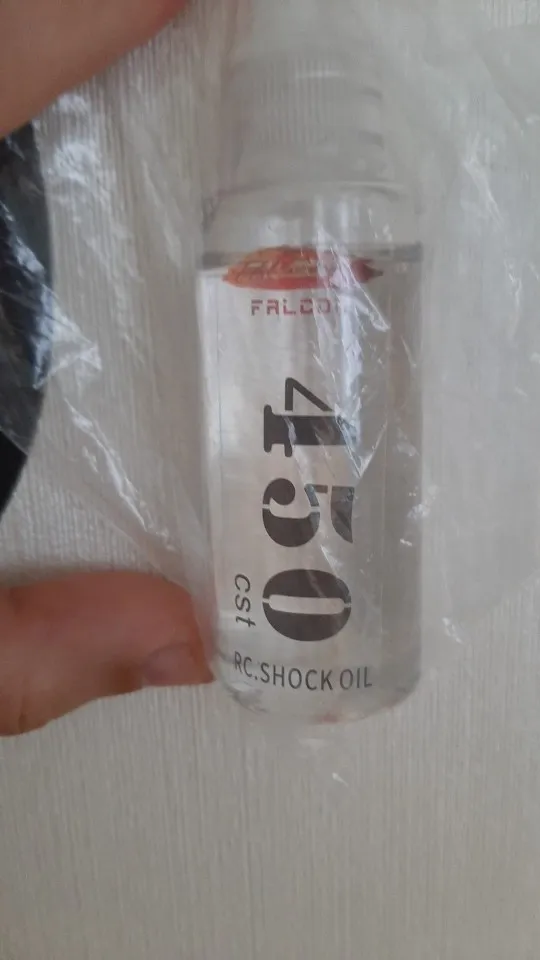 FALCON
450
cst
RC.SHOCK OIL